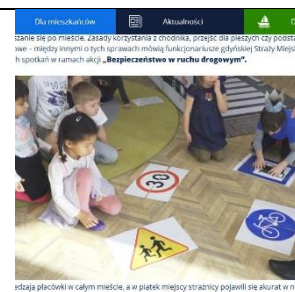 Dla mieszkańców
Aktualności
szanie się po mieście. Zasady korzystania z chodnika, przejść dla pieszych czy podsta
owe – między innymi o tych sprawach mówią funkcjonariusze gdyńskiej Straży Miejs
h spotkań w ramach akcji „Bezpieczeństwo w ruchu drogowym”.
30
edzają placówki w całym mieście, a w piątek miejscy strażnicy pojawili się akurat w n